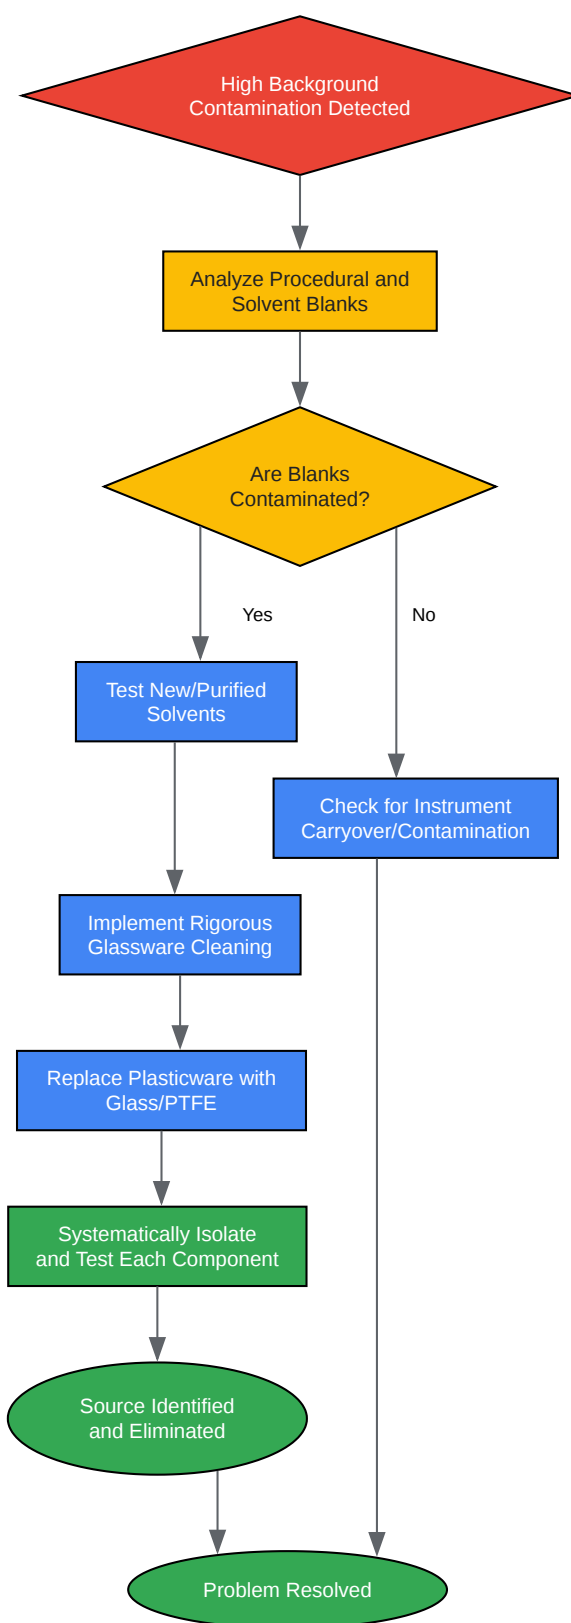 High Background
Contamination Detected
Analyze Procedural and
Solvent Blanks
Are Blanks
Contaminated?
Yes
No
Test New/Purified
Solvents
Check for Instrument
Carryover/Contamination
Implement Rigorous
Glassware Cleaning
Replace Plasticware with
Glass/PTFE
Systematically Isolate
and Test Each Component
Source Identified
and Eliminated
Problem Resolved